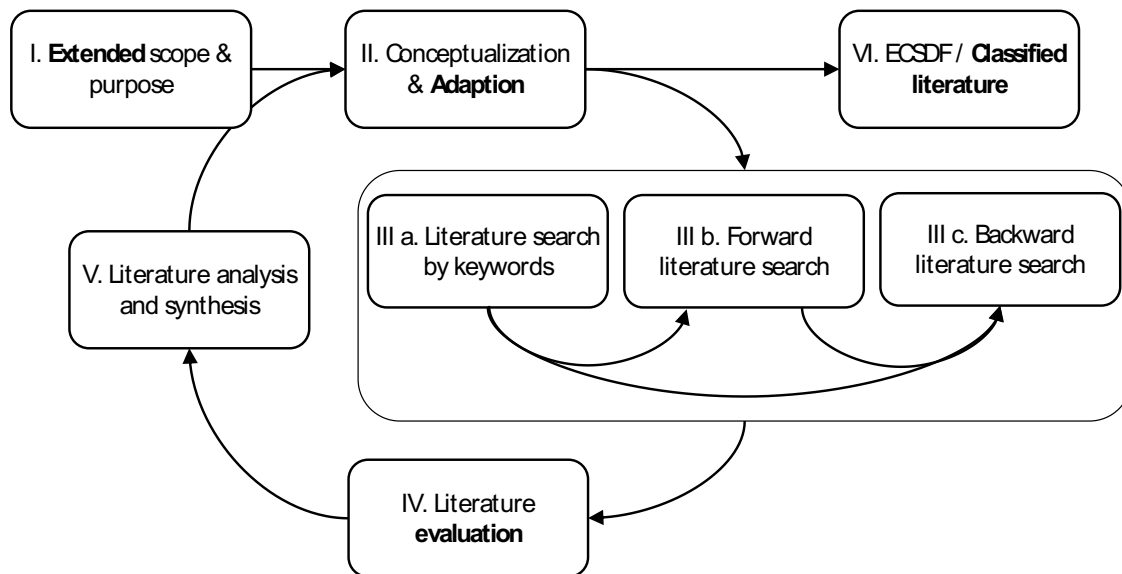 I. Extended scope &
purpose
II. Conceptualization
& Adaption
VI. ECSDF / Classified
literature
III a. Literature search
by keywords
III b. Forward
literature search
III c. Backward
literature search
V. Literature analysis
and synthesis
IV. Literature
evaluation